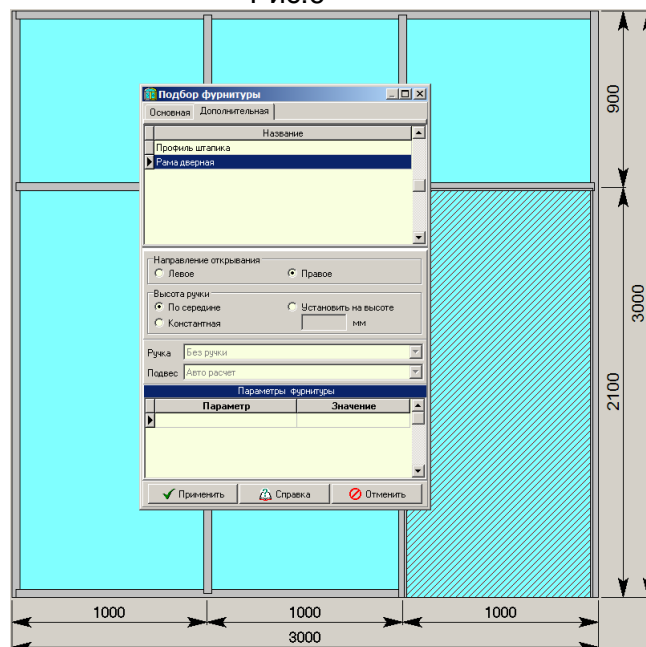 Подбор фурнитуры
Основная Дополнительная
Название
Профиль штапика
Рама дверная
Направление открывания
Левое Правое
Высота ручки
По середине Установить на высоте
Константная мм
Ручка Без ручки
Подвес Авто расчет
Параметры фурнитуры
Параметр Значение
Применить Справка Отменить
900
3000
2100
1000 1000 1000
3000